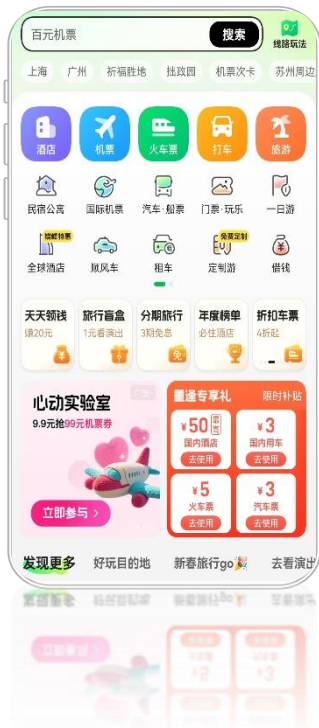 百元机票
搜索
线路玩法
上海 广州 祈福胜地 拙政园 机票次卡 苏州周边
酒店 机票 火车票 打车 旅游
民宿公寓 国际机票 汽车·船票 门票·玩乐 一日游
免费定制
全球酒店 顺风车 租车 定制游 借钱
天天领钱 旅行盲盒 分期旅行 年度榜单 折扣车票
赚20元 1元看演出 3期免息 必住酒店 4折起
免
心动实验室
9.9元抢99元机票券
立即参与 >
重逢专享礼 限时补贴
¥50 ¥3
国内酒店 国内用车
去使用 去使用
¥5 ¥3
火车票 汽车票
去使用 去使用
发现更多 好玩目的地 新春旅行go 去看演出